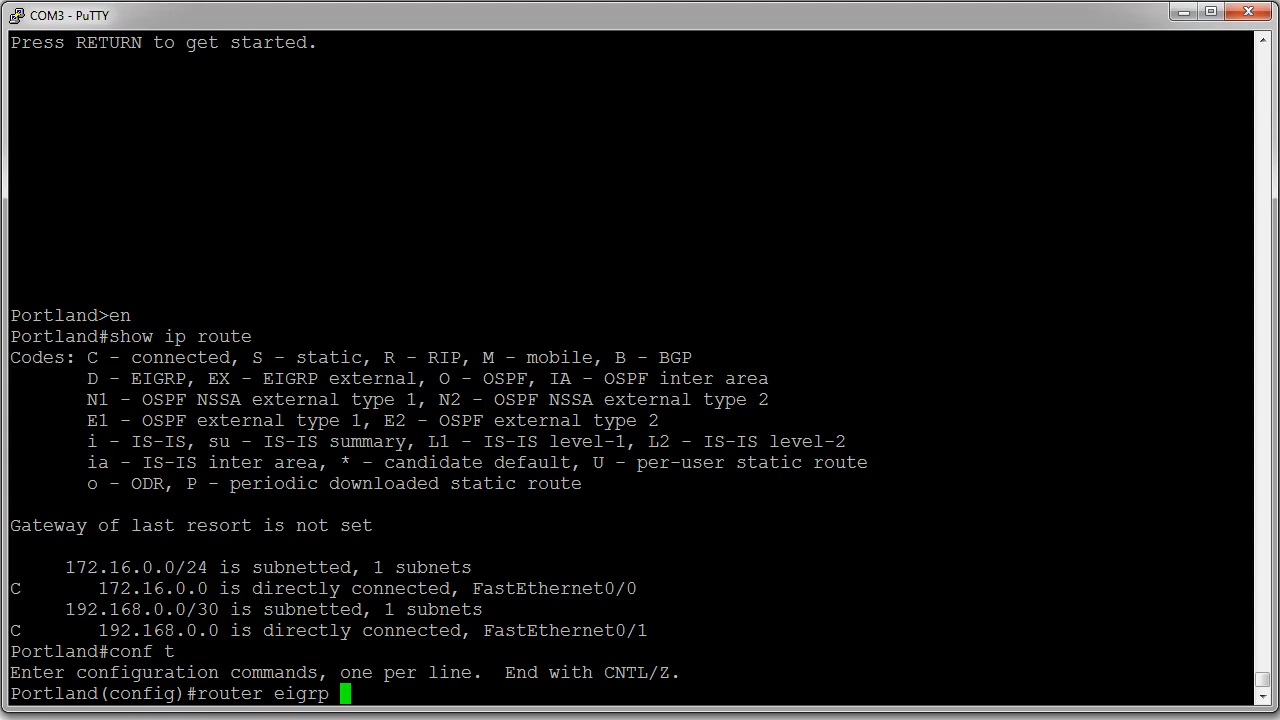 COM3 - PuTTY
Press RETURN to get started.
Portland>en
Portland#show ip route
Codes: C - connected, S - static, R - RIP, M - mobile, B - BGP
       D - EIGRP, EX - EIGRP external, O - OSPF, IA - OSPF inter area
       N1 - OSPF NSSA external type 1, N2 - OSPF NSSA external type 2
       E1 - OSPF external type 1, E2 - OSPF external type 2
       i - IS-IS, su - IS-IS summary, L1 - IS-IS level-1, L2 - IS-IS level-2
       ia - IS-IS inter area, * - candidate default, U - per-user static route
       o - ODR, P - periodic downloaded static route
Gateway of last resort is not set
     172.16.0.0/24 is subnetted, 1 subnets
C       172.16.0.0 is directly connected, FastEthernet0/0
     192.168.0.0/30 is subnetted, 1 subnets
C       192.168.0.0 is directly connected, FastEthernet0/1
Portland#conf t
Enter configuration commands, one per line.  End with CNTL/Z.
Portland(config)#router eigrp